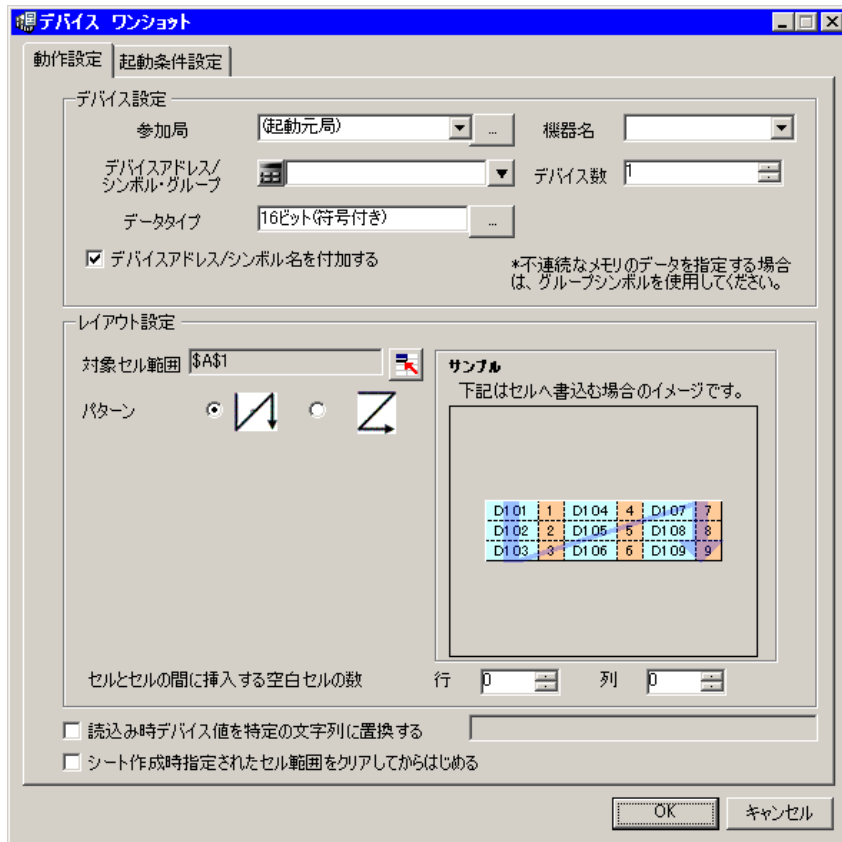 デバイス ワンショット
動作設定 起動条件設定
デバイス設定
参加局 (起動元局) ... 機器名
デバイスアドレス/
シンボル・グループ デバイス数 1
データタイプ 16ビット(符号付き) ...
デバイスアドレス/シンボル名を付加する
*不連続なメモリのデータを指定する場合
は、グループシンボルを使用してください。
レイアウト設定
対象セル範囲 $A$1
パターン
サンプル
下記はセルへ書込む場合のイメージです。
D101 1 D104 4 D107 7
D102 2 D105 5 D108 8
D103 3 D106 6 D109 9
セルとセルの間に挿入する空白セルの数 行 0 列 0
読込み時デバイス値を特定の文字列に置換する
シート作成時指定されたセル範囲をクリアしてからはじめる
OK キャンセル